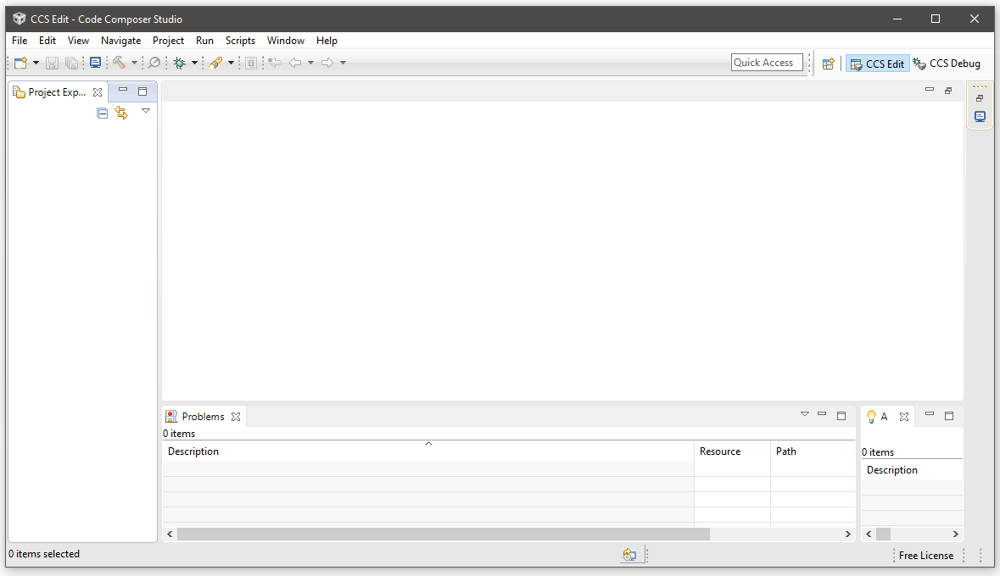 CCS Edit - Code Composer Studio
File Edit View Navigate Project Run Scripts Window Help
Quick Access
CCS Edit CCS Debug
Project Exp...
Problems
0 items
Description Resource Path
A
0 items
Description
0 items selected
Free License